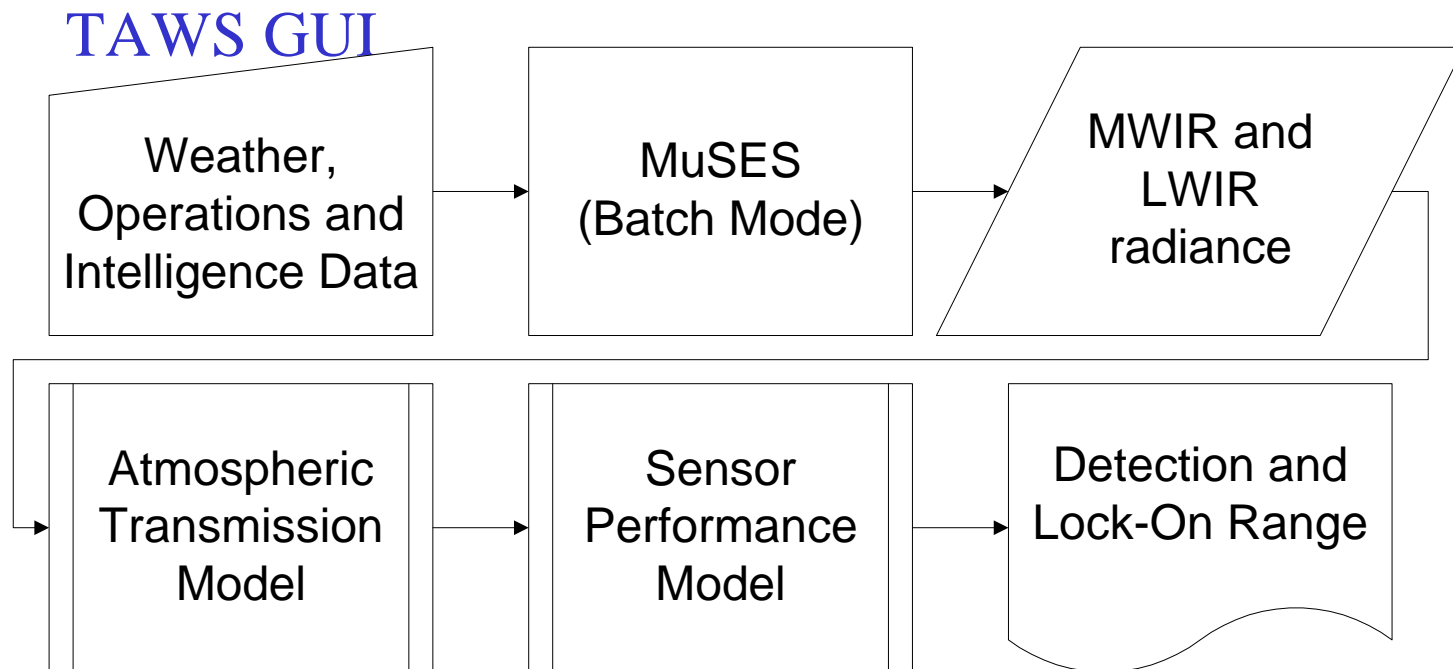 TAWS GUI
Weather,
Operations and
Intelligence Data
MuSES
(Batch Mode)
MWIR and
LWIR
radiance
Atmospheric
Transmission
Model
Sensor
Performance
Model
Detection and
Lock-On Range